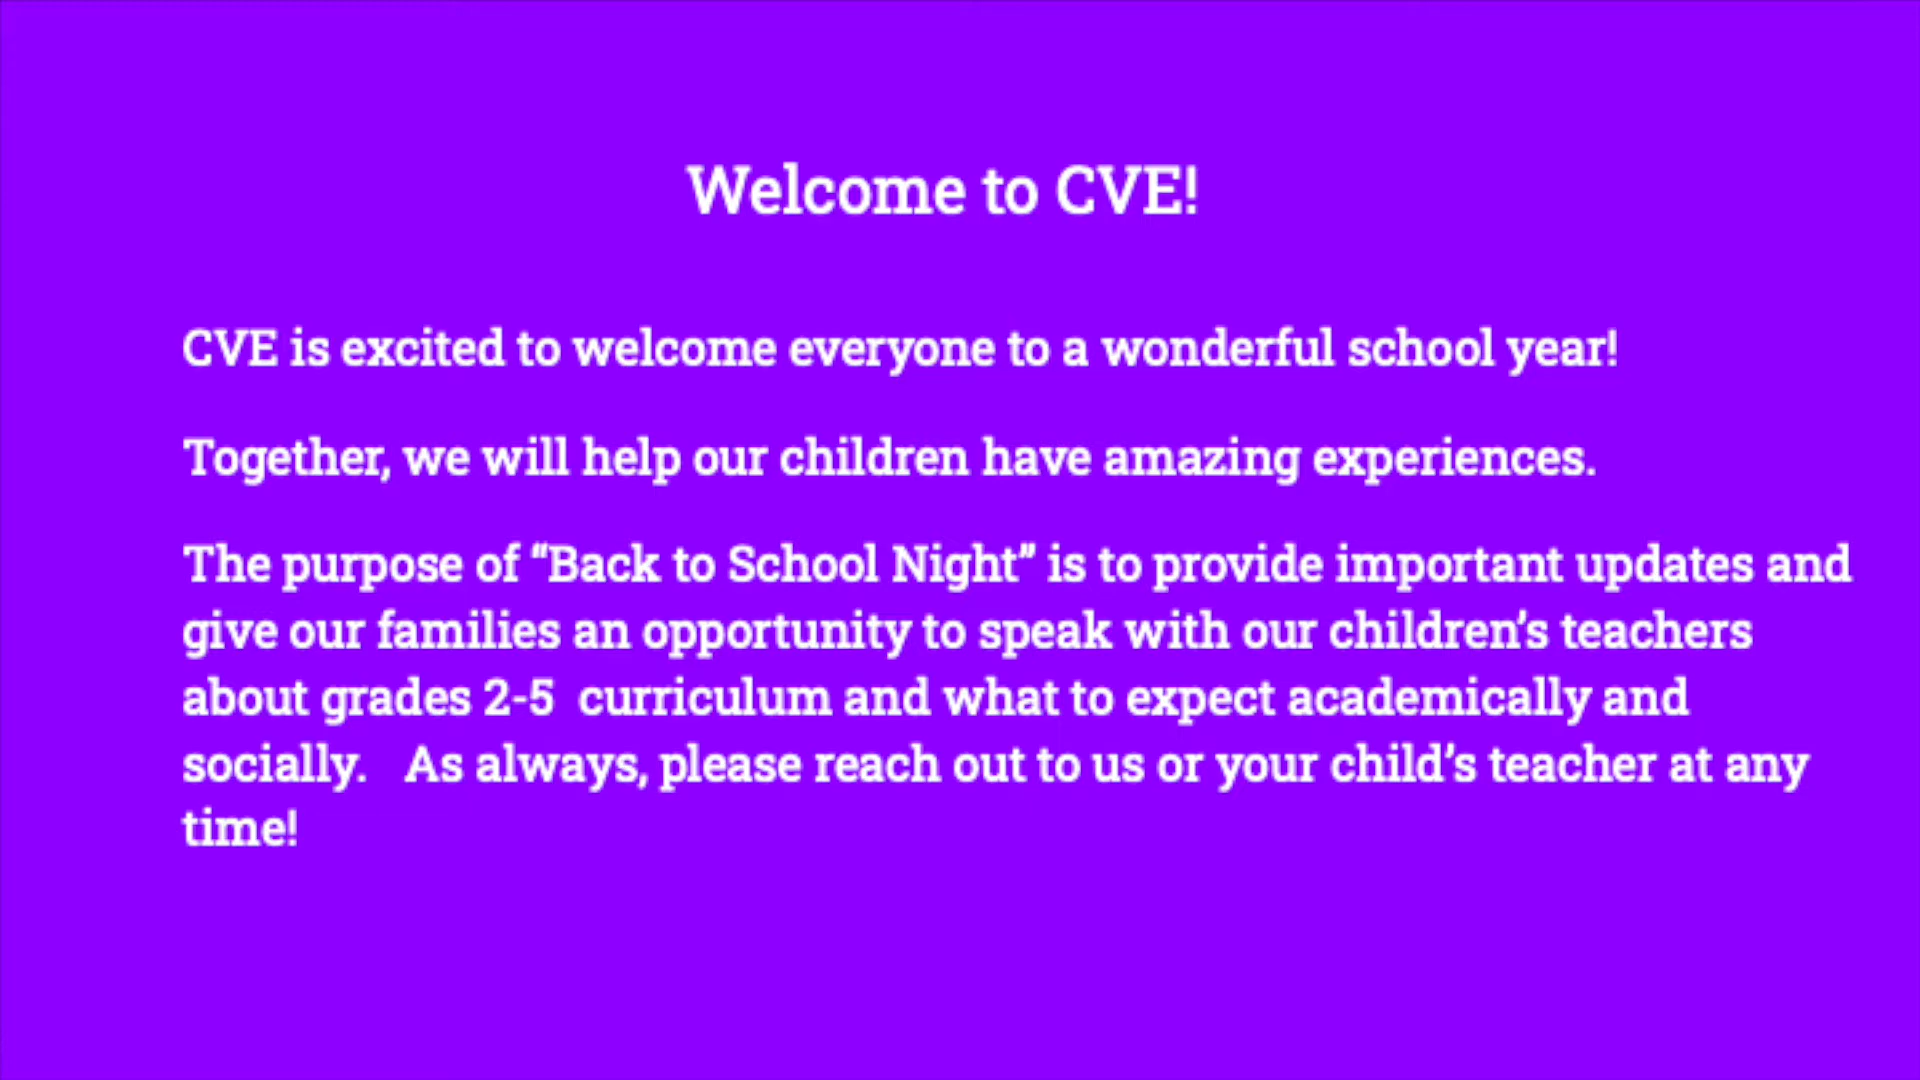 Welcome to CVE!
CVE is excited to welcome everyone to a wonderful school year!
Together, we will help our children have amazing experiences.
The purpose of “Back to School Night” is to provide important updates and
give our families an opportunity to speak with our children’s teachers
about grades 2-5  curriculum and what to expect academically and
socially.   As always, please reach out to us or your child’s teacher at any
time!